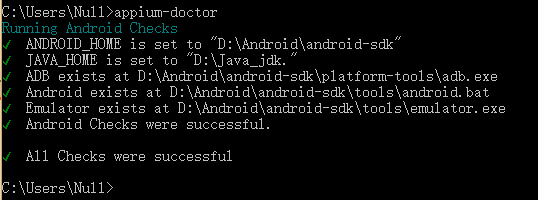 C:\Users\Null>appium-doctor
Running Android Checks
✓ ANDROID_HOME is set to "D:\Android\android-sdk"
✓ JAVA_HOME is set to "D:\Java_jdk."
✓ ADB exists at D:\Android\android-sdk\platform-tools\adb.exe
✓ Android exists at D:\Android\android-sdk\tools\android.bat
✓ Emulator exists at D:\Android\android-sdk\tools\emulator.exe
✓ Android Checks were successful.
✓ All Checks were successful
C:\Users\Null>